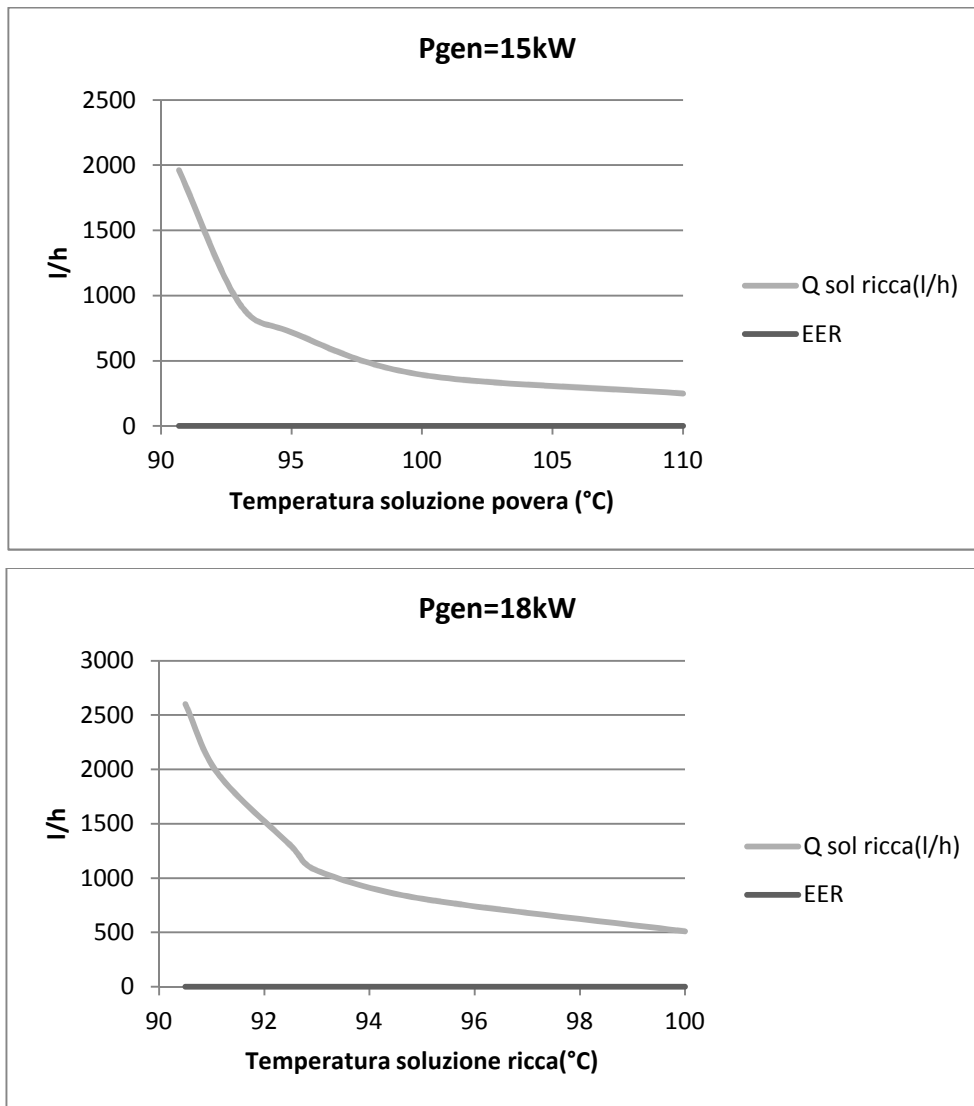 Pgen=15kW
2500
2000
1500
1000
500
0
l/h
90 95 100 105 110
Temperatura soluzione povera (°C)
Q sol ricca(l/h)
EER
Pgen=18kW
3000
2500
2000
1500
1000
500
0
l/h
90 92 94 96 98 100
Temperatura soluzione ricca(°C)
Q sol ricca(l/h)
EER